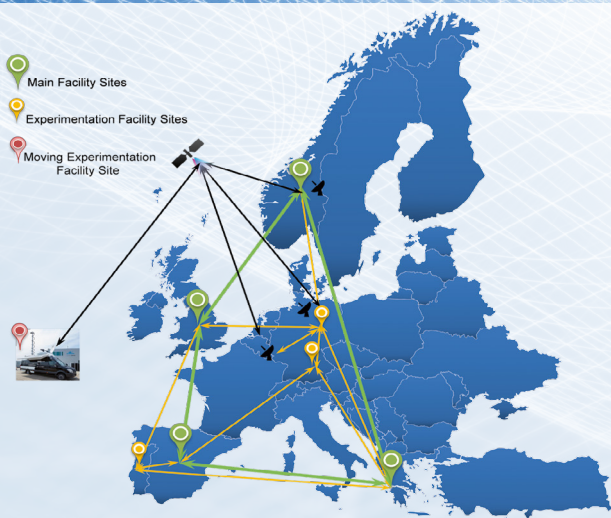 Main Facility Sites
Experimentation Facility Sites
Moving Experimentation
Facility Site